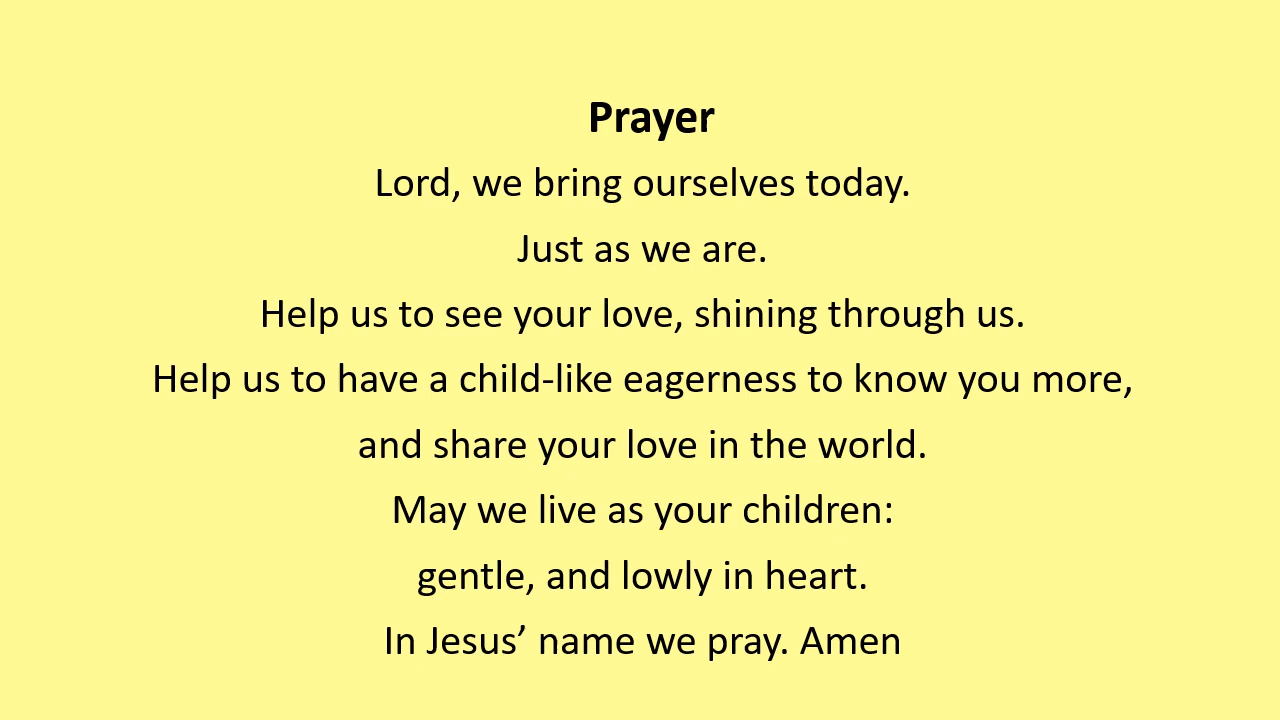 Prayer
Lord, we bring ourselves today.
Just as we are.
Help us to see your love, shining through us.
Help us to have a child-like eagerness to know you more,
and share your love in the world.
May we live as your children:
gentle, and lowly in heart.
In Jesus’ name we pray. Amen